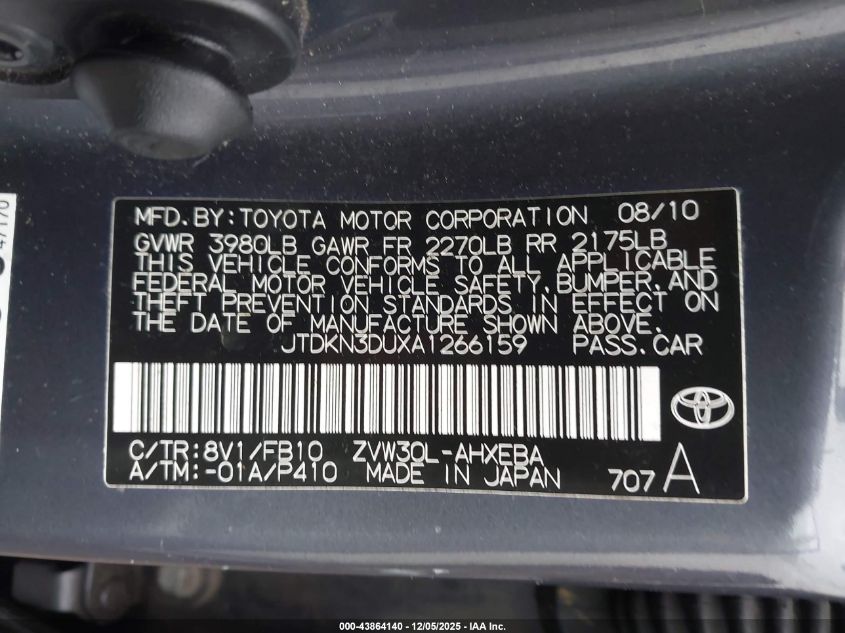 47170
MFD.BY:TOYOTA MOTOR CORPORATION 08/10
GVWR 3980LB GAWR FR 2270LB RR 2175LB
THIS VEHICLE CONFORMS TO ALL APPLICABLE
FEDERAL MOTOR VEHICLE SAFETY,BUMPER,AND
THEFT PREVENTION STANDARDS IN EFFECT ON
THE DATE OF MANUFACTURE SHOWN ABOVE.
JTDKN3DUXA1266159 PASS.CAR
C/TR:8V1/FB10 ZVW30L-AHXEBA
A/TM:-01A/P410 MADE IN JAPAN 707 A
000-43864140 - 12/05/2025 - IAA Inc.